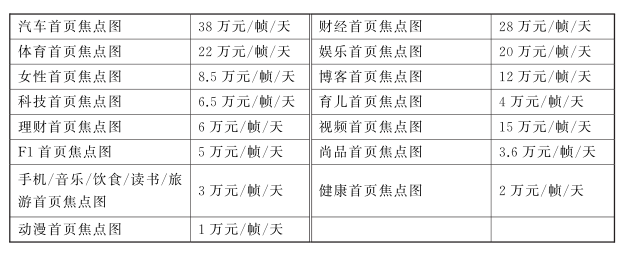 汽车首页焦点图 38 万元/帧/天 财经首页焦点图 28 万元/帧/天
体育首页焦点图 22 万元/帧/天 娱乐首页焦点图 20 万元/帧/天
女性首页焦点图 8.5 万元/帧/天 博客首页焦点图 12 万元/帧/天
科技首页焦点图 6.5 万元/帧/天 育儿首页焦点图 4 万元/帧/天
理财首页焦点图 6 万元/帧/天 视频首页焦点图 15 万元/帧/天
F1 首页焦点图 5 万元/帧/天 尚品首页焦点图 3.6 万元/帧/天
手机/音乐/饮食/读书/旅
游首页焦点图 3 万元/帧/天 健康首页焦点图 2 万元/帧/天
动漫首页焦点图 1 万元/帧/天